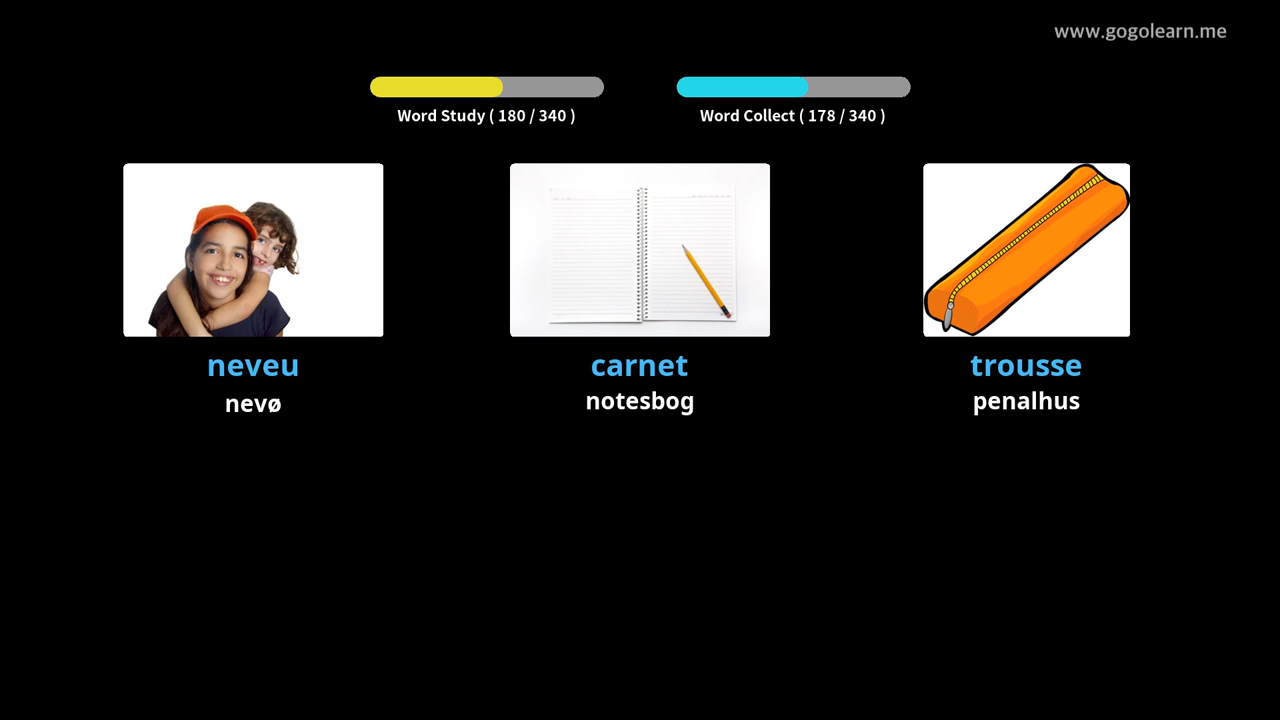 www.gogolearn.me
Word Study ( 180 / 340 )
Word Collect ( 178 / 340 )
neveu
nevø
carnet
notesbog
trousse
penalhus